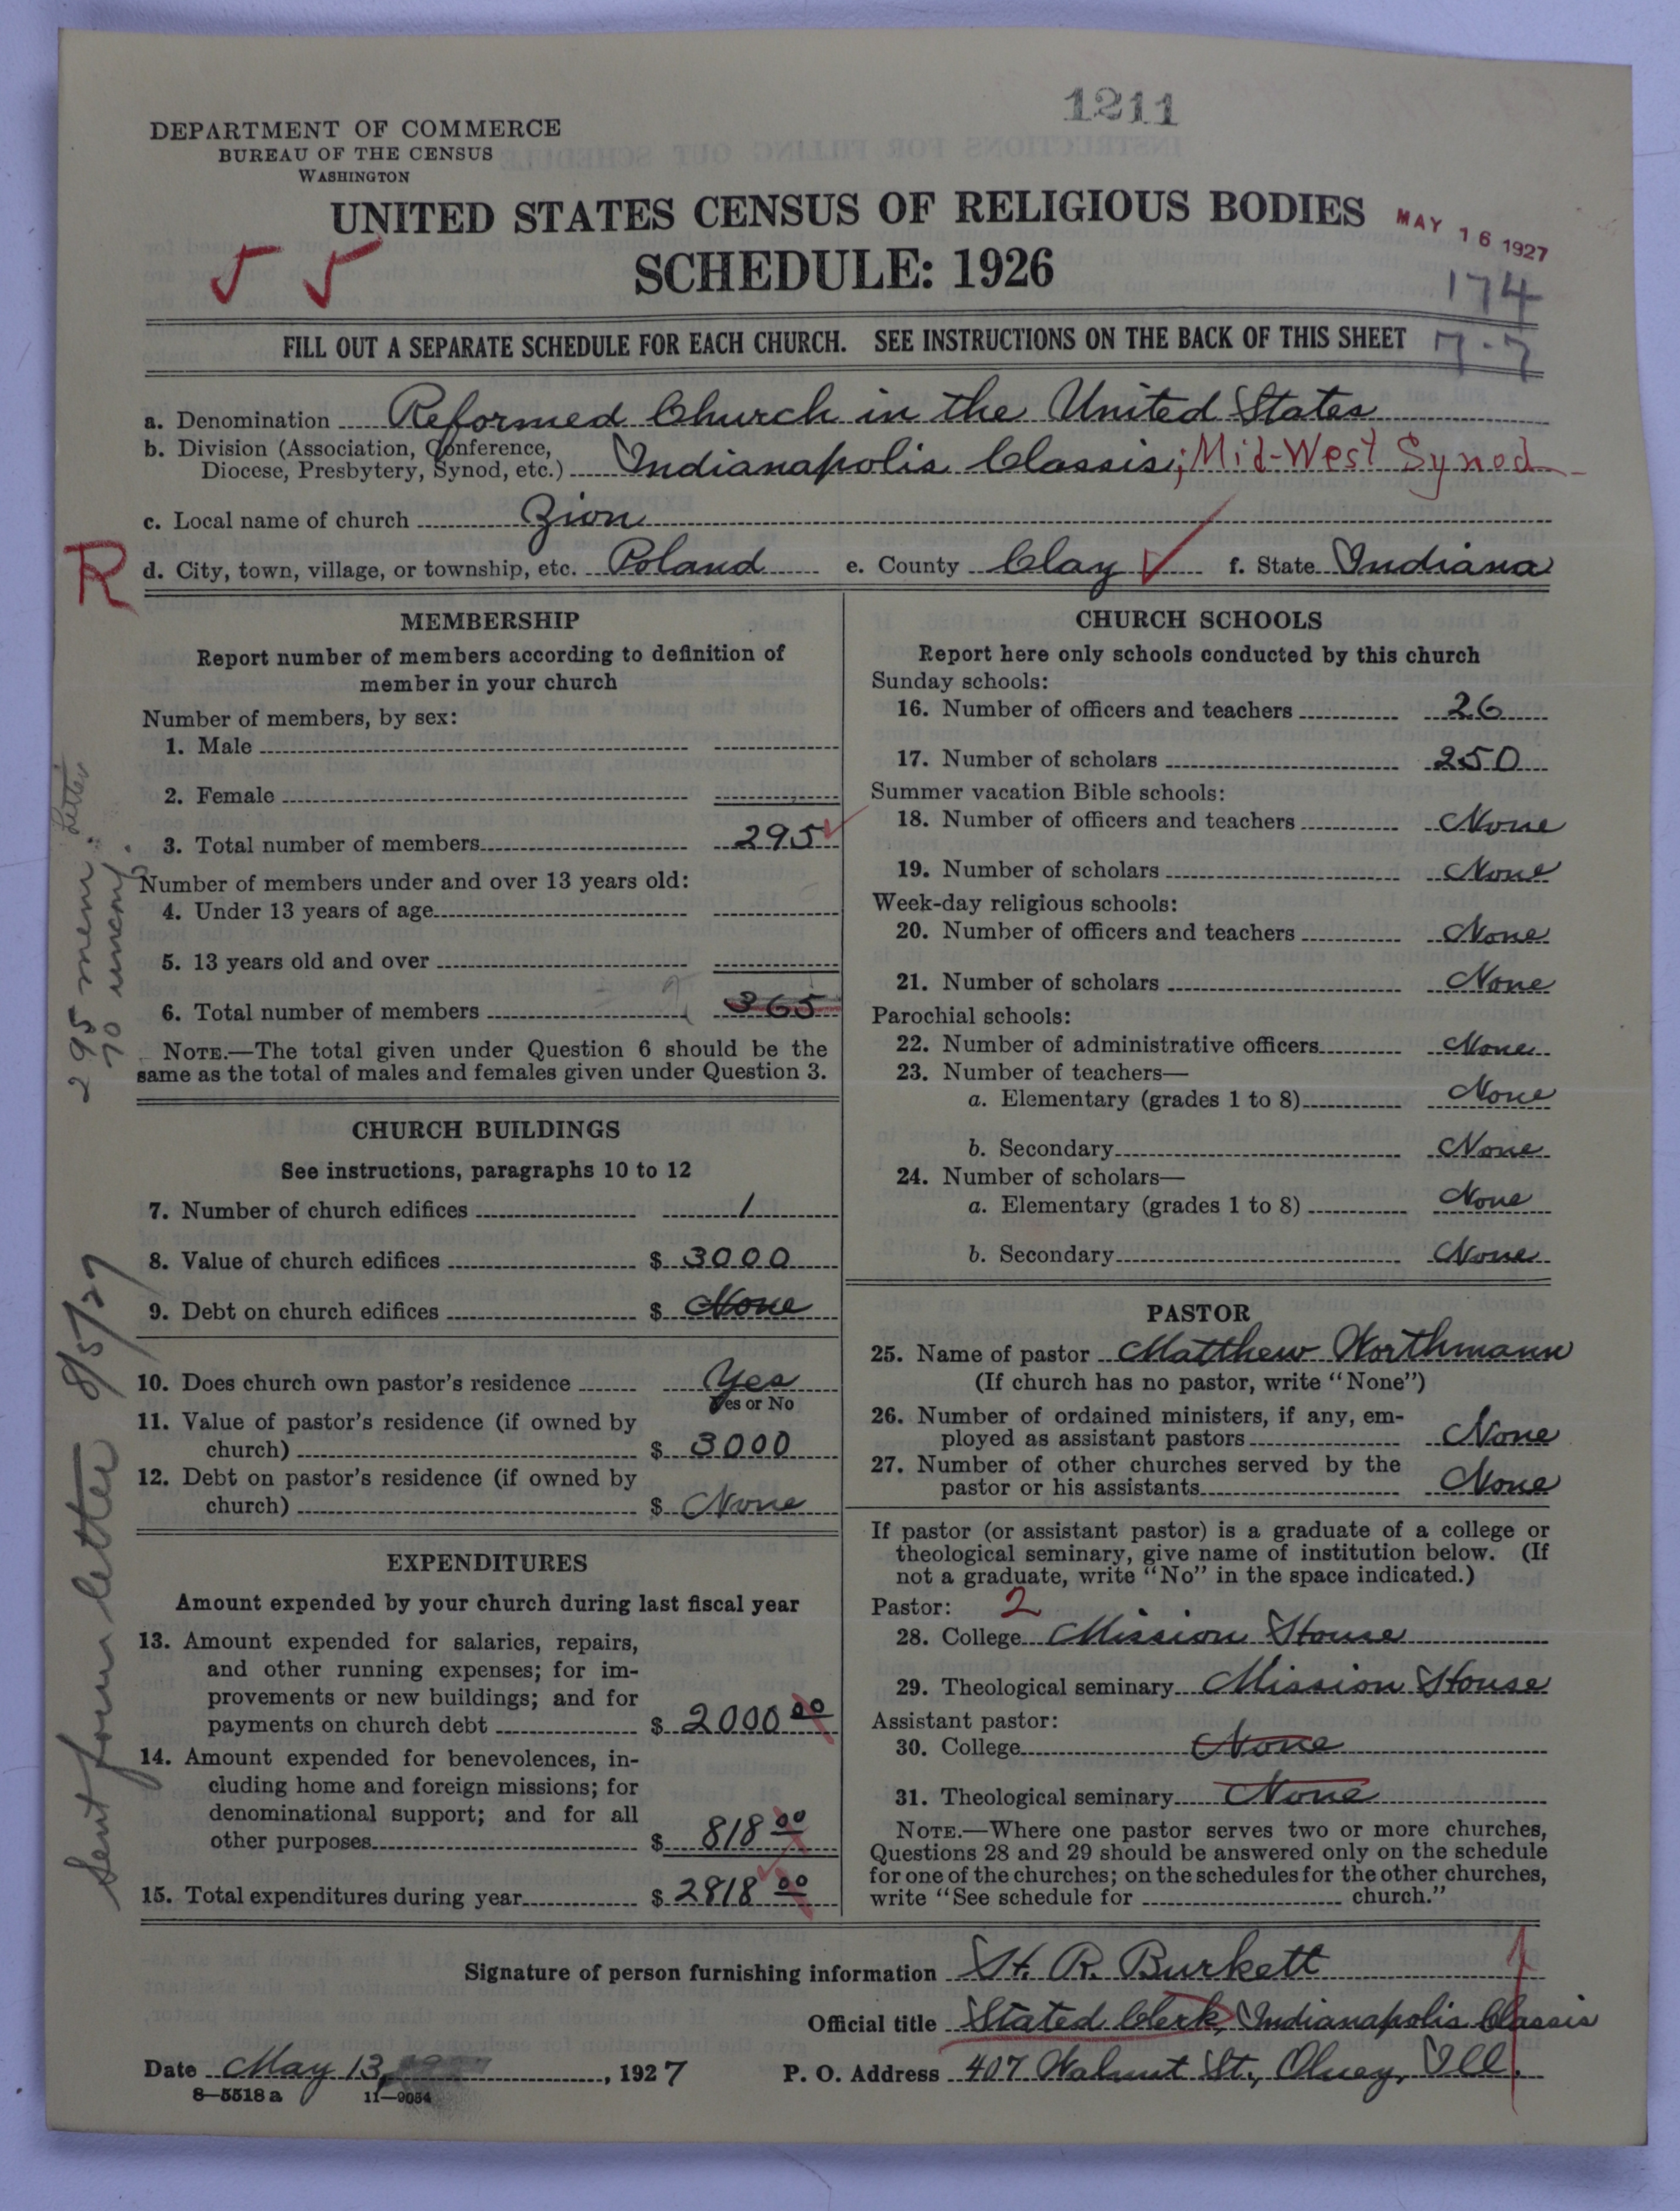 1211
DEPARTMENT OF COMMERCE
BUREAU OF THE CENSUS
WASHINGTON
UNITED STATES CENSUS OF RELIGIOUS BODIES
MAY 16 1927
SCHEDULE: 1926
174
FILL OUT A SEPARATE SCHEDULE FOR EACH CHURCH. SEE INSTRUCTIONS ON THE BACK OF THIS SHEET
7-7
a. Denomination Reformed Church in the United States
b. Division (Association, Conference,
Diocese, Presbytery, Synod, etc.) Indianapolis Classis; Mid-West Synod
c. Local name of church Zion
R
d. City, town, village, or township, etc. Poland e. County Clay f. State Indiana
MEMBERSHIP
Report number of members according to definition of
member in your church
Number of members, by sex:
1. Male
2. Female
3. Total number of members 295
Number of members under and over 13 years old:
4. Under 13 years of age
5. 13 years old and over
6. Total number of members 365
NOTE.—The total given under Question 6 should be the
same as the total of males and females given under Question 3.
CHURCH BUILDINGS
See instructions, paragraphs 10 to 12
7. Number of church edifices 1
8. Value of church edifices $ 3000
9. Debt on church edifices $ None
10. Does church own pastor's residence Yes
Yes or No
11. Value of pastor's residence (if owned by
church) $ 3000
12. Debt on pastor's residence (if owned by
church) $ None
EXPENDITURES
Amount expended by your church during last fiscal year
13. Amount expended for salaries, repairs,
and other running expenses; for im-
provements or new buildings; and for
payments on church debt $ 2000 00
14. Amount expended for benevolences, in-
cluding home and foreign missions; for
denominational support; and for all
other purposes $ 818 00
15. Total expenditures during year $ 2818 00
CHURCH SCHOOLS
Report here only schools conducted by this church
Sunday schools:
16. Number of officers and teachers 26
17. Number of scholars 250
Summer vacation Bible schools:
18. Number of officers and teachers None
19. Number of scholars None
Week-day religious schools:
20. Number of officers and teachers None
21. Number of scholars None
Parochial schools:
22. Number of administrative officers None
23. Number of teachers—
a. Elementary (grades 1 to 8) None
b. Secondary None
24. Number of scholars—
a. Elementary (grades 1 to 8) None
b. Secondary None
PASTOR
25. Name of pastor Matthew Worthmann
(If church has no pastor, write "None")
26. Number of ordained ministers, if any, em-
ployed as assistant pastors None
27. Number of other churches served by the
pastor or his assistants None
If pastor (or assistant pastor) is a graduate of a college or
theological seminary, give name of institution below. (If
not a graduate, write "No" in the space indicated.)
Pastor: 2
28. College Mission House
29. Theological seminary Mission House
Assistant pastor:
30. College None
31. Theological seminary None
NOTE.—Where one pastor serves two or more churches,
Questions 28 and 29 should be answered only on the schedule
for one of the churches; on the schedules for the other churches,
write "See schedule for church."
Signature of person furnishing information H. R. Burkett
Official title Stated Clerk, Indianapolis Classis
Date May 13, 1927 P. O. Address 407 Walnut St., Olney, Ill.
8—5518 a 11—9054
Letter
295 mem.
70 unconf.
Sent form letter 8/5/27